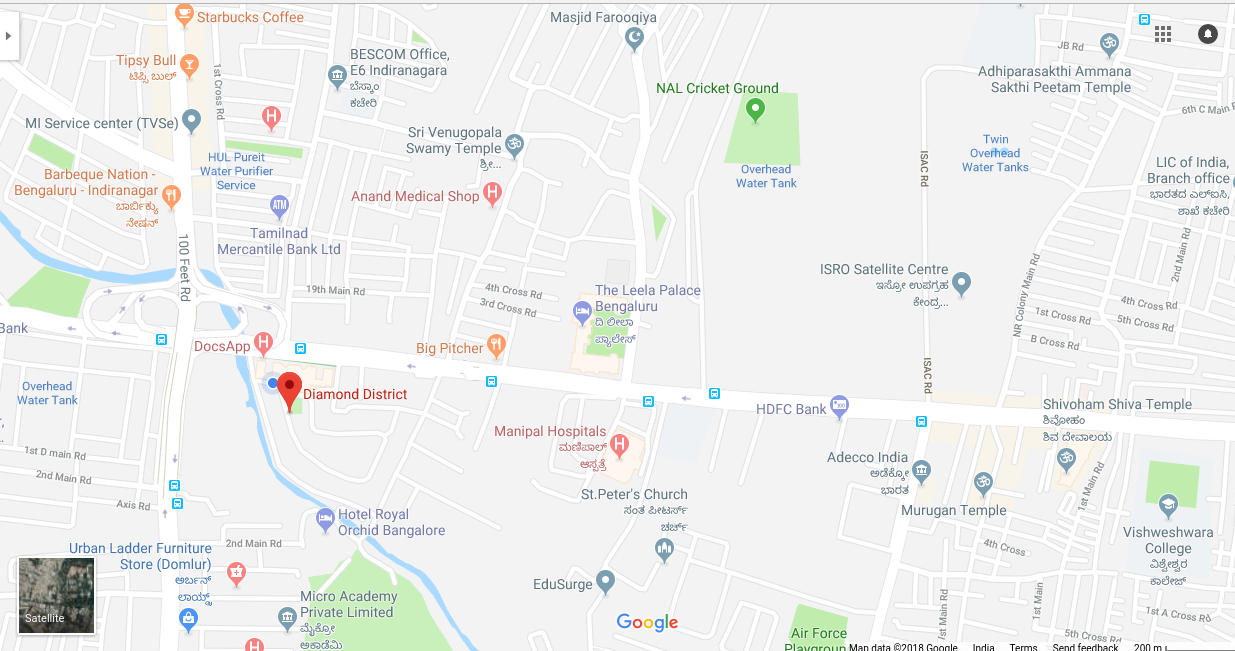 Starbucks Coffee
Masjid Farooqiya
JB Rd
Tipsy Bull
ಟಿಪ್ಸಿ ಬುಲ್
1st Cross Rd
BESCOM Office,
E6 Indiranagara
ಬೆಸ್ಕಾಂ
ಕಚೇರಿ
Adhiparasakthi Ammana
Sakthi Peetam Temple
NAL Cricket Ground
6th C Main
MI Service center (TVSe)
Sri Venugopala
Swamy Temple
ಶ್ರೀ...
Twin
Overhead
Water Tanks
HUL Pureit
Water Purifier
Service
ISAC Rd
LIC of India,
Branch office
ಭಾರತದ ಎಲ್ಐಸಿ,
ಶಾಖೆ ಕಚೇರಿ
Barbeque Nation -
Bengaluru - Indiranagar
ಬಾರ್ಬಿಕ್ಯು
ನೇಷನ್
Overhead
Water Tank
Anand Medical Shop
ATM
Tamilnad
Mercantile Bank Ltd
100 Feet Rd
2nd Main Rd
ISRO Satellite Centre
ಇಸ್ರೋ ಉಪಗ್ರಹ
ಕೇಂದ್ರ...
NR Colony Main Rd
19th Main Rd
4th Cross Rd
3rd Cross Rd
The Leela Palace
Bengaluru
ದಿ ಲೀಲಾ
ಪ್ಯಾಲೇಸ್
4th Cross Rd
1st Cross Rd
B Cross Rd
Bank
DocsApp
Big Pitcher
ISAC Rd
Overhead
Water Tank
Diamond District
HDFC Bank
Shivoham Shiva Temple
ಶಿವೋಹಂ
ಶಿವ ದೇವಾಲಯ
Manipal Hospitals
ಮಣಿಪಾಲ್
ಆಸ್ಪತ್ರೆ
1st D main Rd
2nd Main Rd
Axis Rd
Adecco India
ಅಡೆಕ್ಕೋ
ಭಾರತ
1st Main Rd
St.Peter's Church
ಸಂತ ಪೀಟರ್ಸ್
ಚರ್ಚ್
Murugan Temple
Hotel Royal
Orchid Bangalore
Vishweshwara
College
ವಿಶ್ವೇಶ್ವರ
ಕಾಲೇಜ್
2nd Main Rd
4th Cross
Urban Ladder Furniture
Store (Domlur)
ಅರ್ಬನ್
ಲಾಡ್ಜ್
EduSurge
Micro Academy
Private Limited
ಮೈಕ್ರೋ
ಅಕಾಡೆಮಿ
1st Main
1st Main Rd
1st A Cross Rd
5th Cross Rd
Satellite
Google
Air Force
Playground
Map data ©2018 Google India Terms Send feedback 200 m